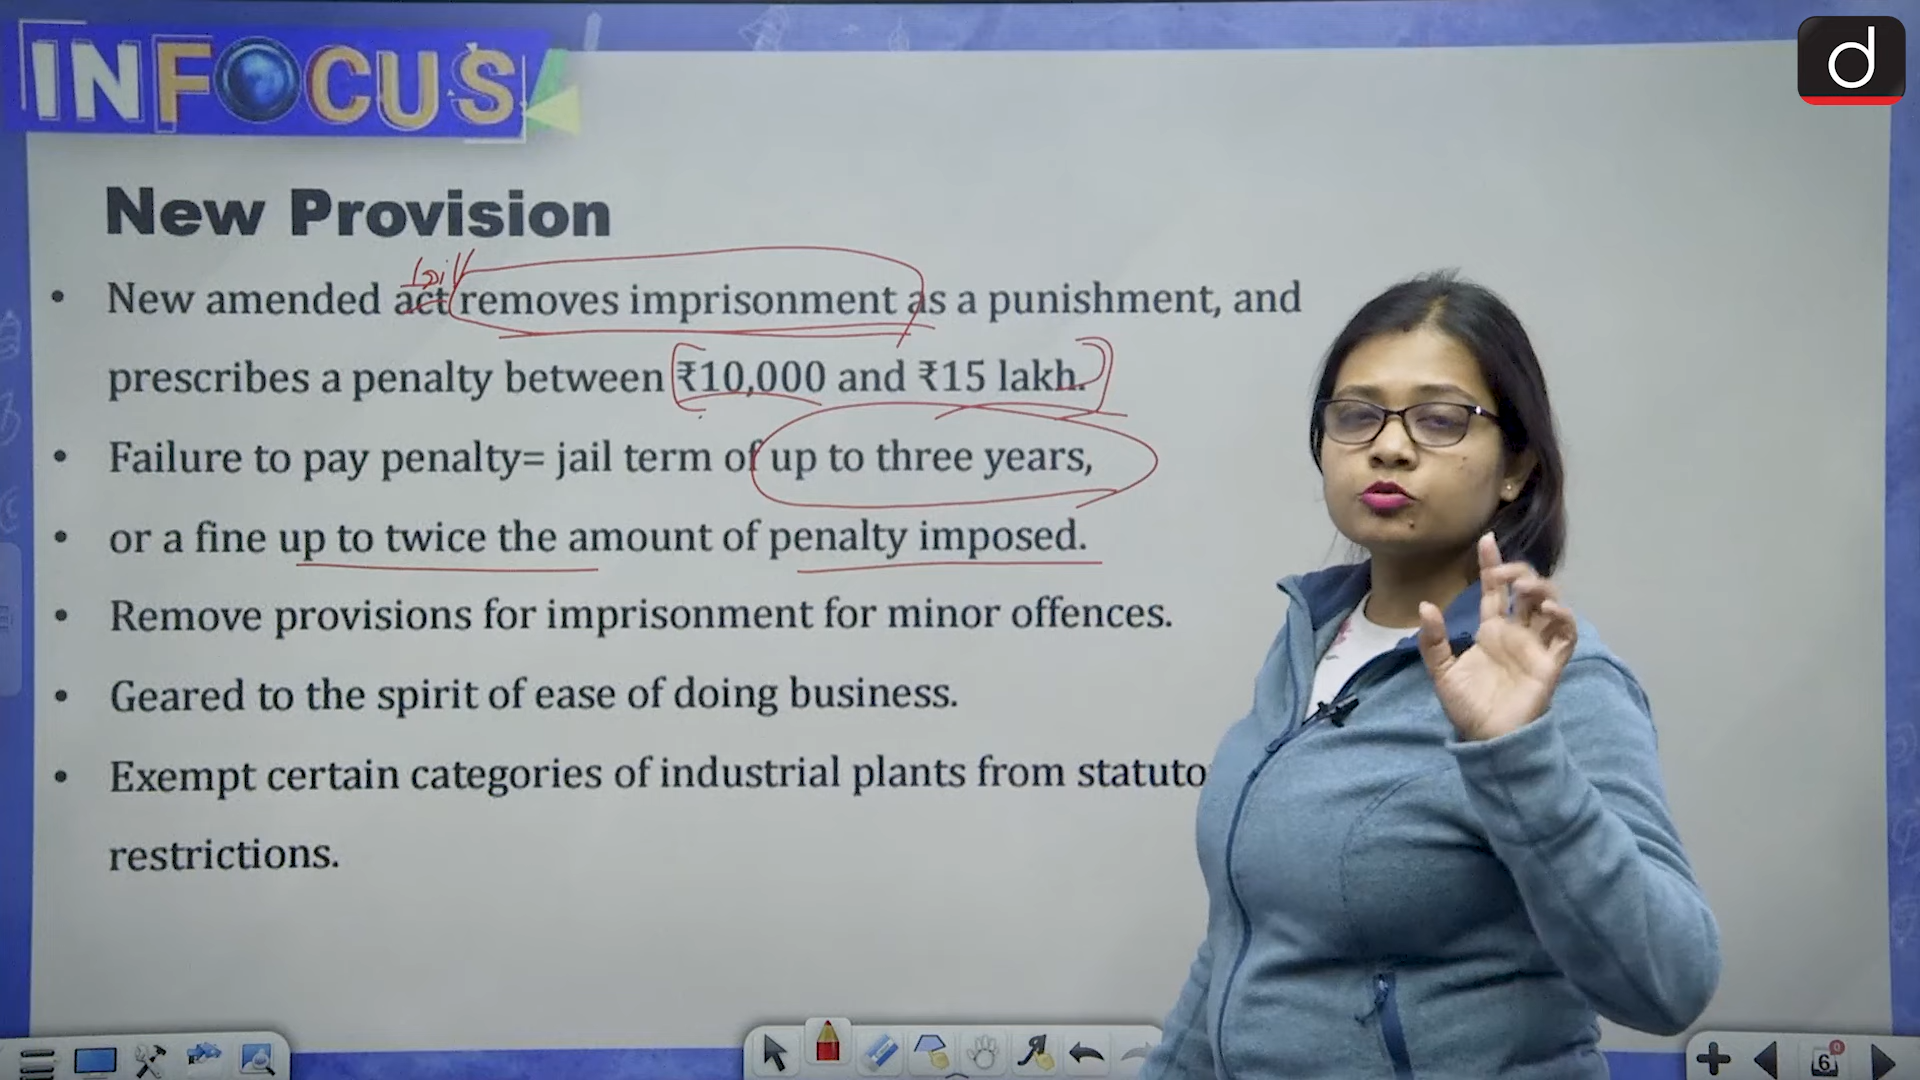 INFOCUS
d
New Provision
bill
• New amended act removes imprisonment as a punishment, and
prescribes a penalty between ₹10,000 and ₹15 lakh.
• Failure to pay penalty= jail term of up to three years,
• or a fine up to twice the amount of penalty imposed.
• Remove provisions for imprisonment for minor offences.
• Geared to the spirit of ease of doing business.
• Exempt certain categories of industrial plants from statuto
restrictions.
6
0